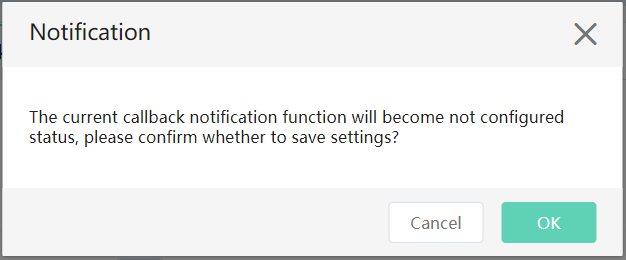 Notification
The current callback notification function will become not configured
status, please confirm whether to save settings?
Cancel
OK